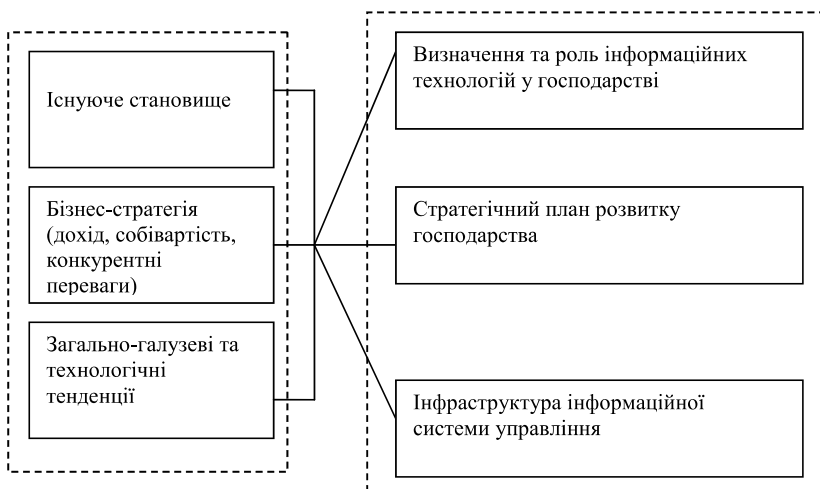 Існуюче становище
Бізнес-стратегія
(дохід, собівартість,
конкурентні
переваги)
Загально-галузеві та
технологічні
тенденції
Визначення та роль інформаційних
технологій у господарстві
Стратегічний план розвитку
господарства
Інфраструктура інформаційної
системи управління